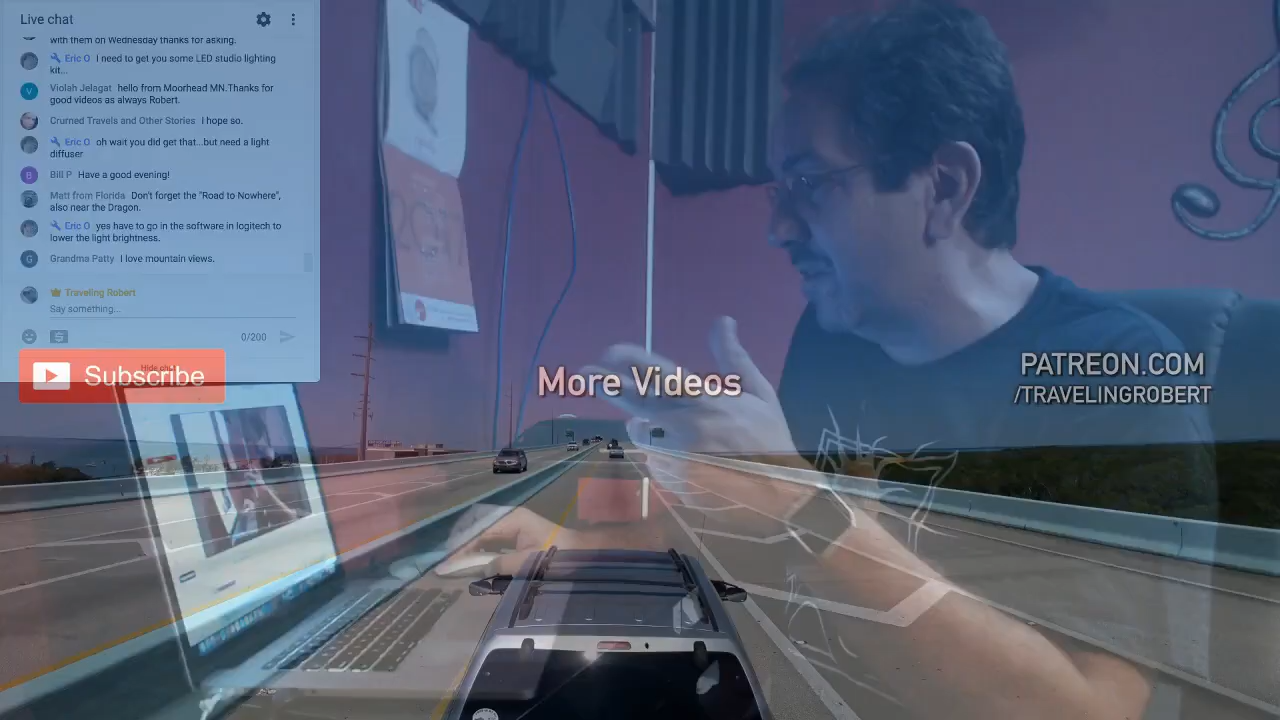 Live chat
with them on Wednesday thanks for asking.
Eric O I need to get you some LED studio lighting
kit...
Violah Jelagat hello from Moorhead MN.Thanks for
good videos as always Robert.
Crumed Travels and Other Stories I hope so.
Eric O oh wait you did get that...but need a light
diffuser
Bill P Have a good evening!
Matt from Florida Don't forget the "Road to Nowhere",
also near the Dragon.
Eric O yes have to go in the software in logitech to
lower the light brightness.
Grandma Patty I love mountain views.
Traveling Robert
Say something...
0/200
Hide chat
Subscribe
More Videos
PATREON.COM
/TRAVELINGROBERT